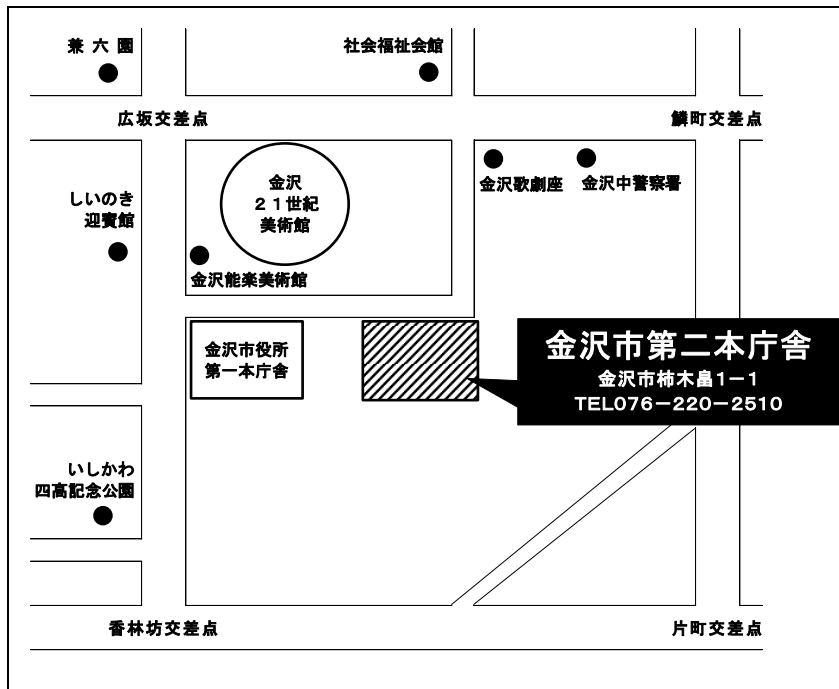 兼六園
社会福祉会館
広坂交差点
鱗町交差点
金沢
21世紀
美術館
金沢歌劇座
金沢中警察署
しいのき
迎賓館
金沢能楽美術館
金沢市役所
第一本庁舎
金沢市第二本庁舎
金沢市柿木畠1−1
TEL076−220−2510
いしかわ
四高記念公園
香林坊交差点
片町交差点